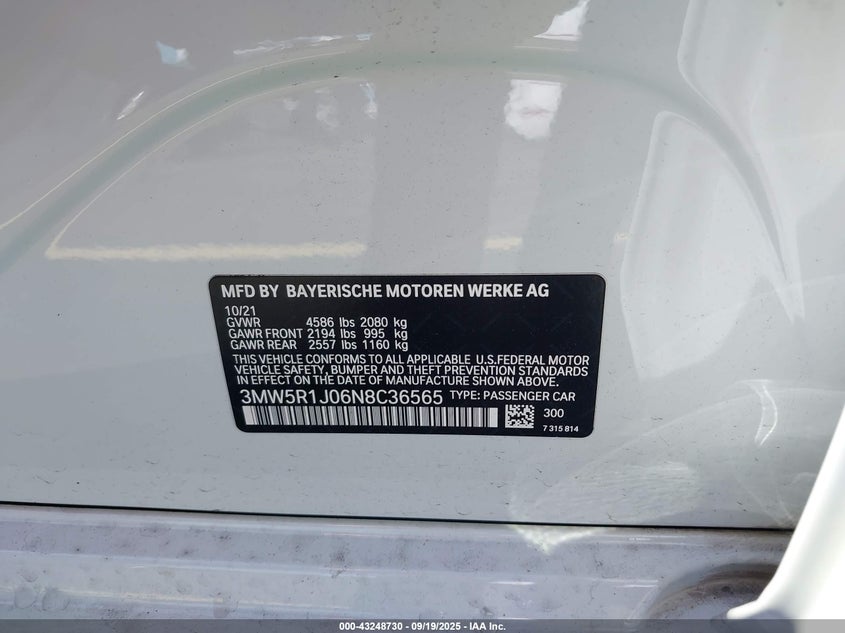 MFD BY BAYERISCHE MOTOREN WERKE AG
10/21
GVWR 4586 lbs 2080 kg
GAWR FRONT 2194 lbs 995 kg
GAWR REAR 2557 lbs 1160 kg
THIS VEHICLE CONFORMS TO ALL APPLICABLE U.S.FEDERAL MOTOR
VEHICLE SAFETY, BUMPER AND THEFT PREVENTION STANDARDS
IN EFFECT ON THE DATE OF MANUFACTURE SHOWN ABOVE.
3MW5R1J06N8C36565 TYPE: PASSENGER CAR
300
7 315 814
000-43248730 - 09/19/2025 - IAA Inc.